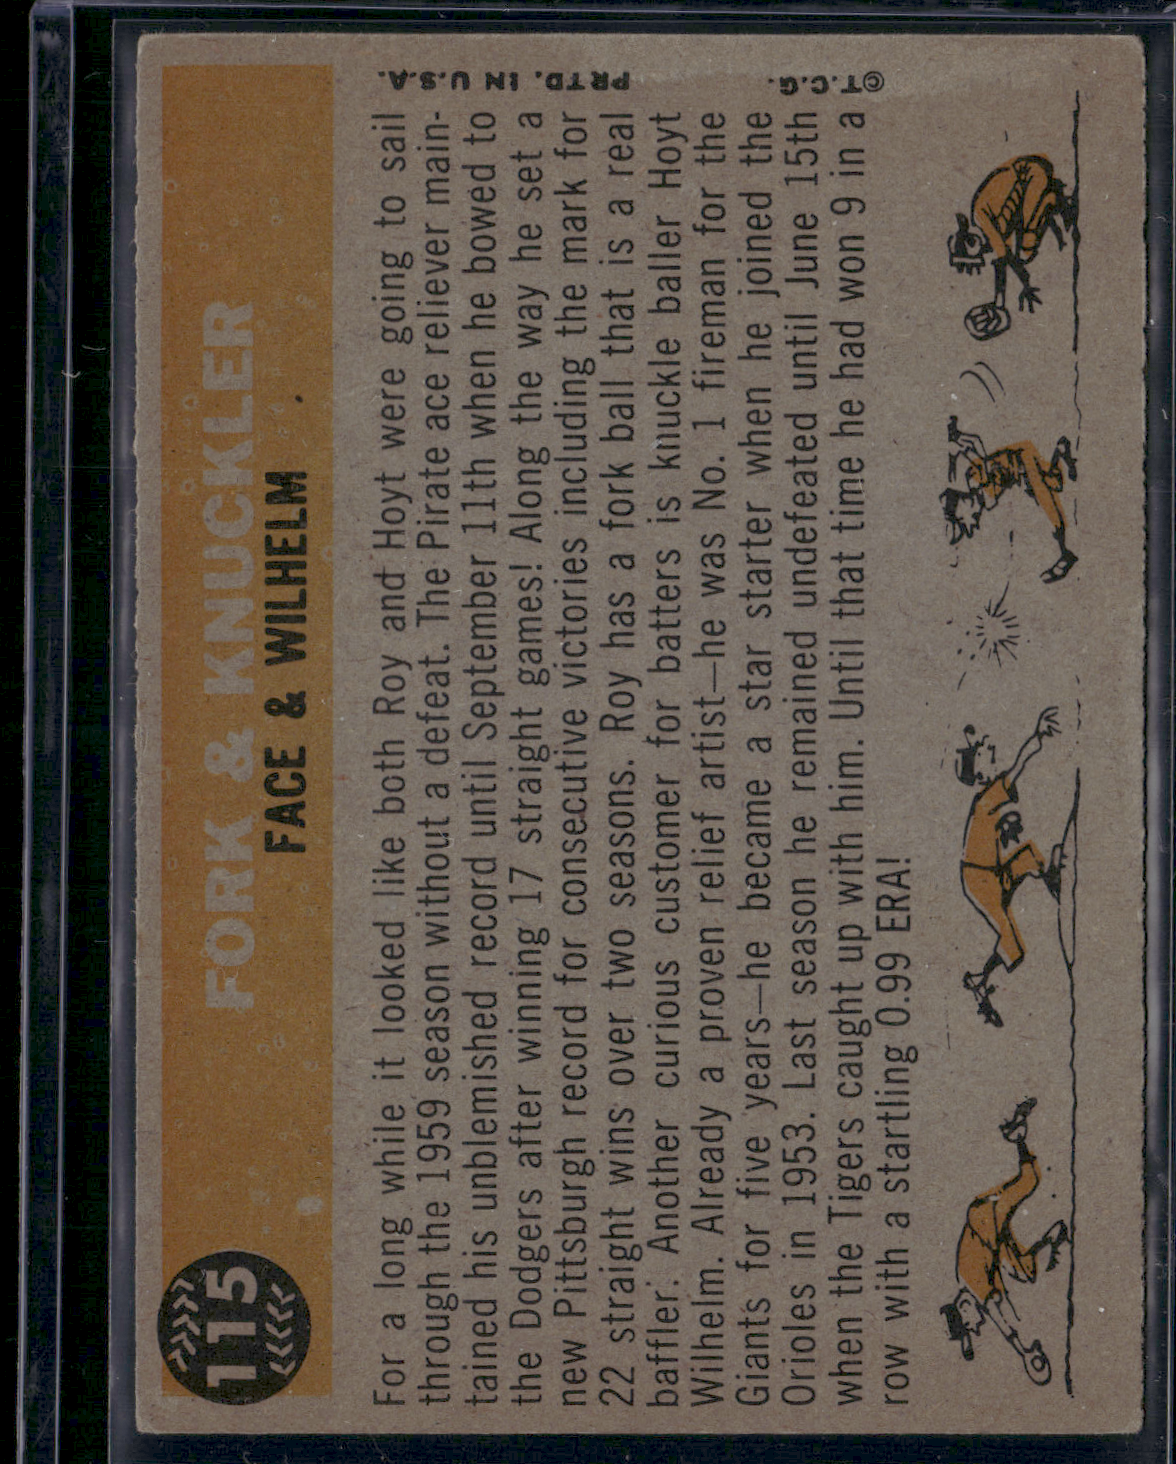 115
FORK & KNUCKLER
FACE & WILHELM
For a long while it looked like both Roy and Hoyt were going to sail
through the 1959 season without a defeat. The Pirate ace reliever main-
tained his unblemished record until September 11th when he bowed to
the Dodgers after winning 17 straight games! Along the way he set a
new Pittsburgh record for consecutive victories including the mark for
22 straight wins over two seasons. Roy has a fork ball that is a real
baffler. Another curious customer for batters is knuckle baller Hoyt
Wilhelm. Already a proven relief artist—he was No. 1 fireman for the
Giants for five years—he became a star starter when he joined the
Orioles in 1953. Last season he remained undefeated until June 15th
when the Tigers caught up with him. Until that time he had won 9 in a
row with a startling 0.99 ERA!
©T.C.G. PRTD. IN U.S.A.